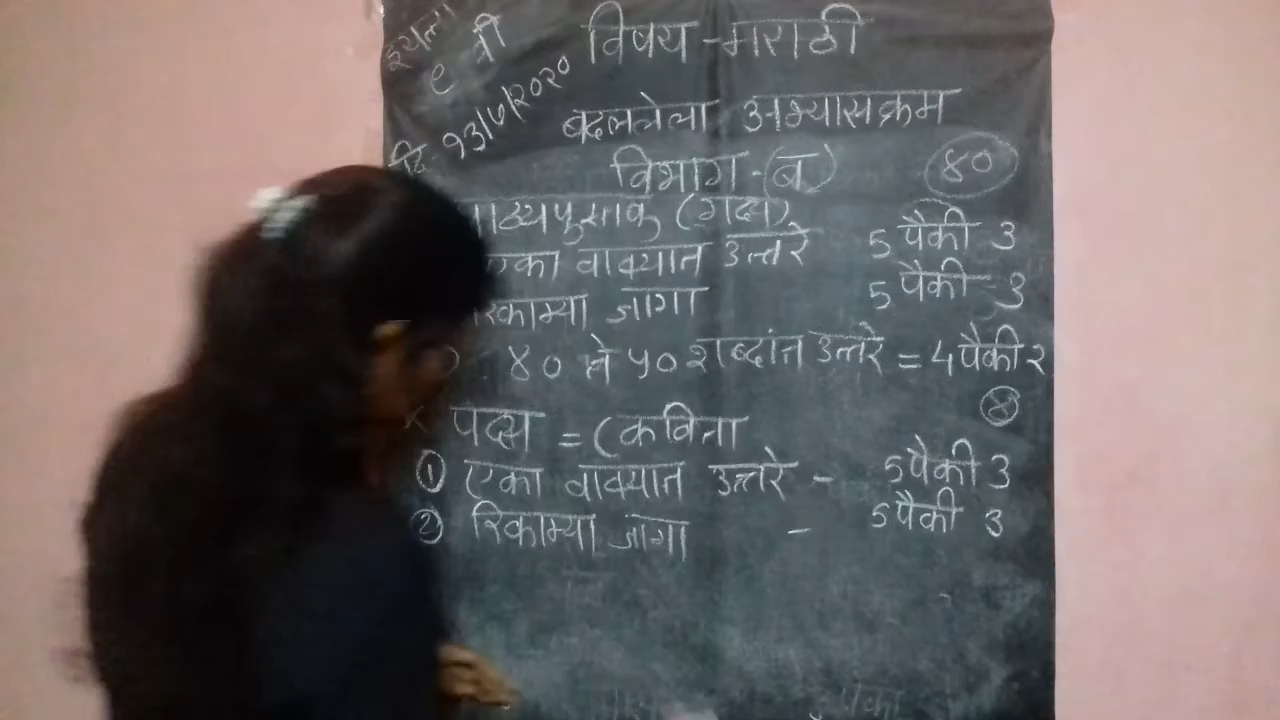 इयत्ता
९ वी
दि १३/७/२०२०
विषय - मराठी
बदललेला अभ्यासक्रम
विभाग - (ब) ४०
पाठ्यपुस्तक (गद्य)
एका वाक्यात उत्तरे 5 पैकी 3
रिकाम्या जागा 5 पैकी - 3
४० ते ५० शब्दांत उत्तरे = 4 पैकी २
४
पद्य = (कविता
① एका वाक्यात उत्तरे - 5 पैकी 3
② रिकाम्या जागा - 5 पैकी 3